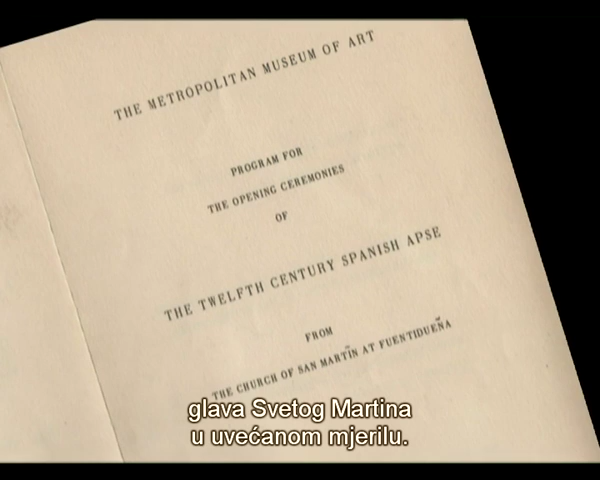 THE METROPOLITAN MUSEUM OF ART
PROGRAM FOR
THE OPENING CEREMONIES
OF
THE TWELFTH CENTURY SPANISH APSE
FROM
THE CHURCH OF SAN MARTÍN AT FUENTIDUEÑA
glava Svetog Martina
u uvećanom mjerilu.